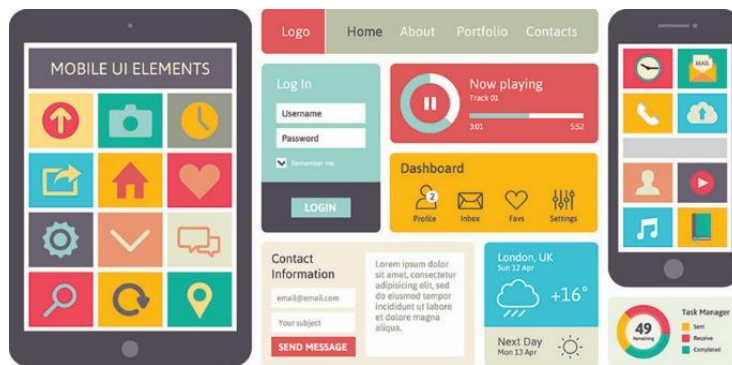 MOBILE UI ELEMENTS
Logo
Home
About
Portfolio
Contacts
Log In
Username
Password
Remember me
LOGIN
Now playing
Track 01
3:01
5:52
Dashboard
2
Profile
Inbox
Favs
Settings
Contact
Information
email@email.com
Your subject
SEND MESSAGE
Lorem ipsum dolor
sit amet, consectetur
adipisicing elit, sed
do eiusmod tempor
incididunt ut labore
et dolore magna
aliqua.
London, UK
Sun 12 Apr
+16°
Next Day
Mon 13 Apr
MAIL
49
Remaining
Task Manager
Sent
Receive
Completed